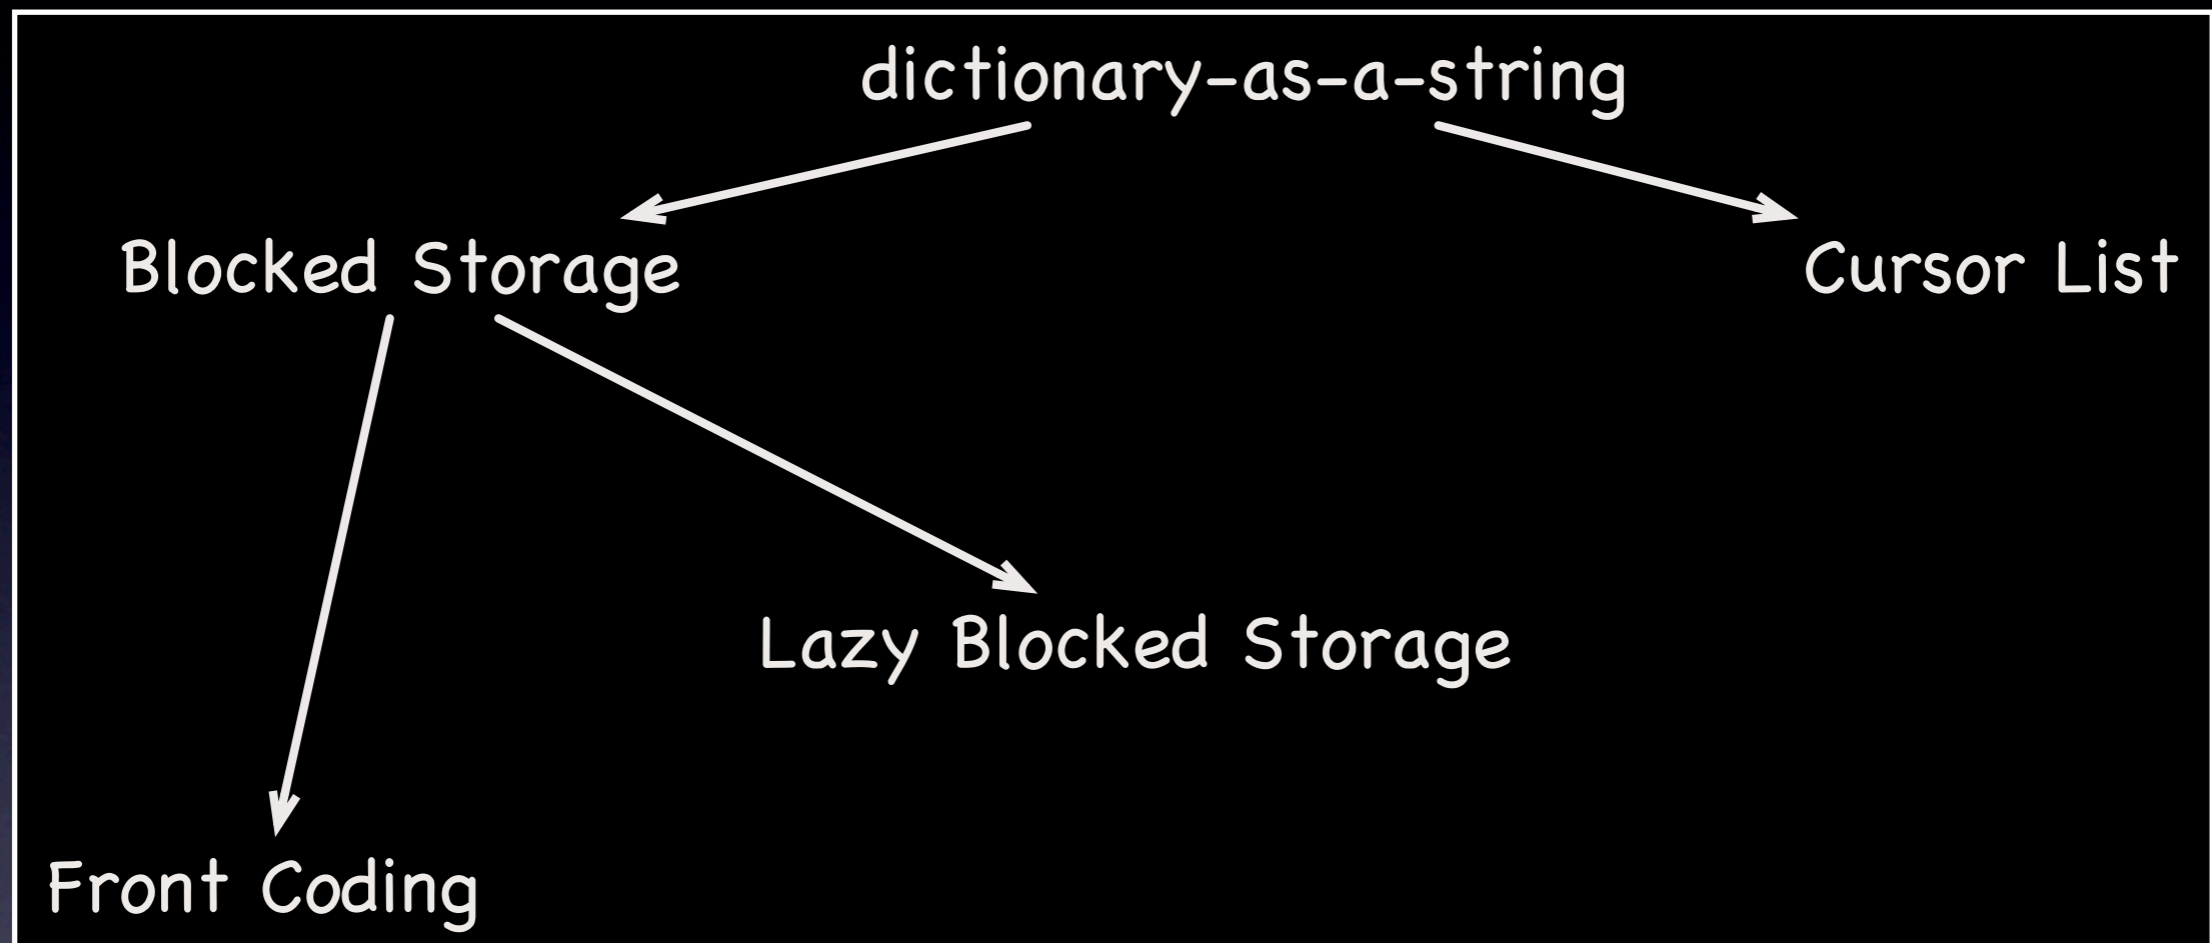 dictionary-as-a-string
Blocked Storage
Cursor List
Lazy Blocked Storage
Front Coding